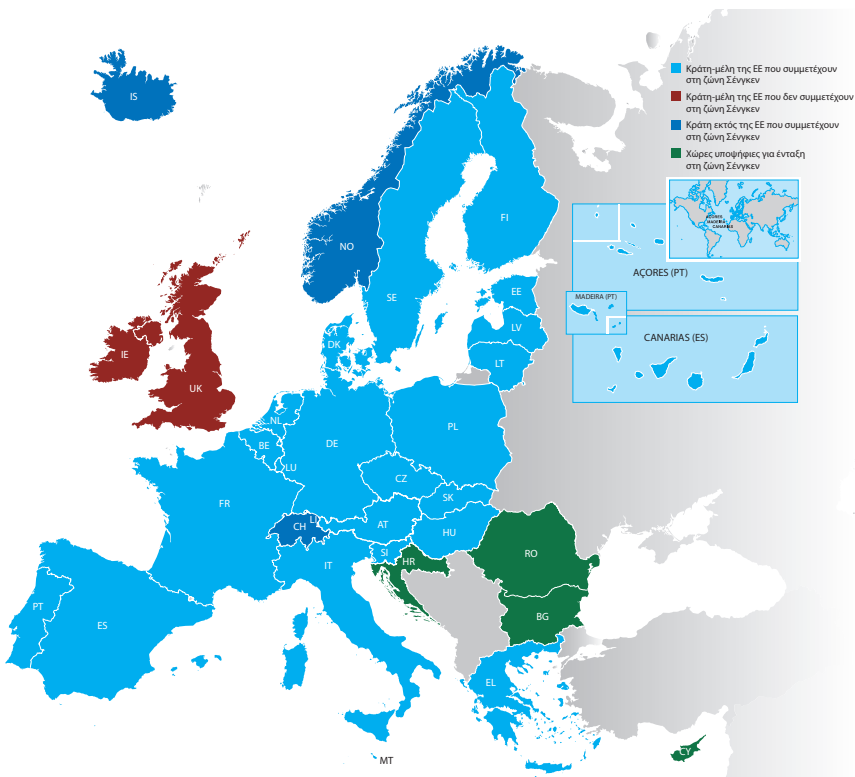 IS
Κράτη-μέλη της ΕΕ που συμμετέχουν
στη ζώνη Σένγκεν
Κράτη-μέλη της ΕΕ που δεν συμμετέχουν
στη ζώνη Σένγκεν
Κράτη εκτός της ΕΕ που συμμετέχουν
στη ζώνη Σένγκεν
Χώρες υποψήφιες για ένταξη
στη ζώνη Σένγκεν
AÇORES
MADEIRA
CANARIAS
FI
NO
AÇORES (PT)
SE
EE
MADEIRA (PT)
LV
DK
CANARIAS (ES)
IE
LT
UK
NL
PL
BE
DE
LU
CZ
SK
FR
LI
CH
AT
HU
SI
HR
RO
IT
PT
ES
BG
EL
CY
MT